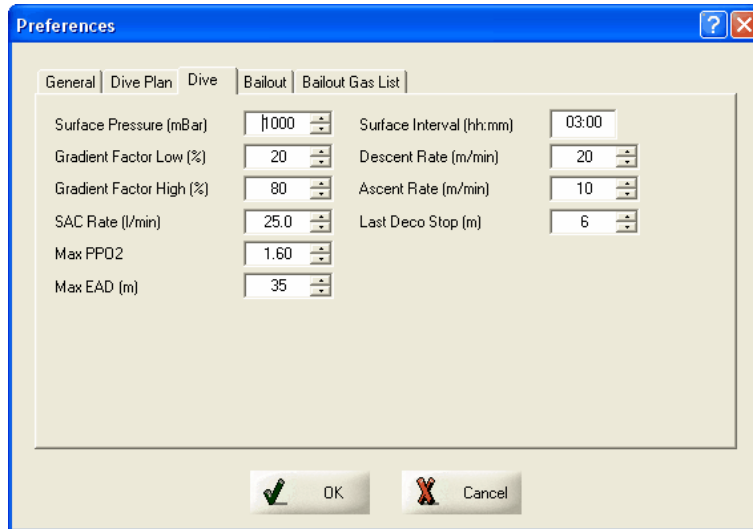 Preferences
General Dive Plan Dive Bailout Bailout Gas List
Surface Pressure (mBar) 1000 Surface Interval (hh:mm) 03:00
Gradient Factor Low (%) 20 Descent Rate (m/min) 20
Gradient Factor High (%) 80 Ascent Rate (m/min) 10
SAC Rate (l/min) 25.0 Last Deco Stop (m) 6
Max PPO2 1.60
Max EAD (m) 35
OK Cancel